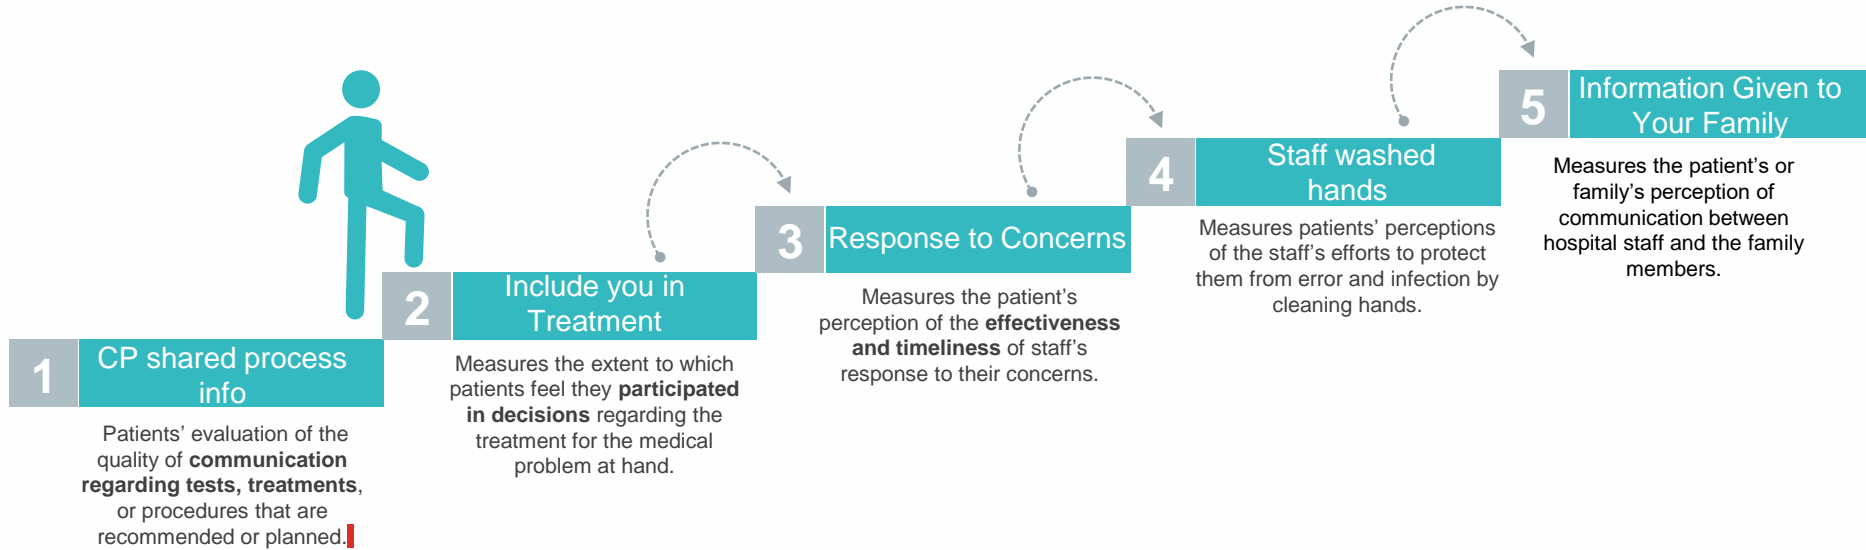 1
CP shared process
info
Patients’ evaluation of the
quality of communication
regarding tests, treatments,
or procedures that are
recommended or planned.
2
Include you in
Treatment
Measures the extent to which
patients feel they participated
in decisions regarding the
treatment for the medical
problem at hand.
3
Response to Concerns
Measures the patient’s
perception of the effectiveness
and timeliness of staff’s
response to their concerns.
4
Staff washed
hands
Measures patients’ perceptions
of the staff’s efforts to protect
them from error and infection by
cleaning hands.
5
Information Given to
Your Family
Measures the patient’s or
family’s perception of
communication between
hospital staff and the family
members.